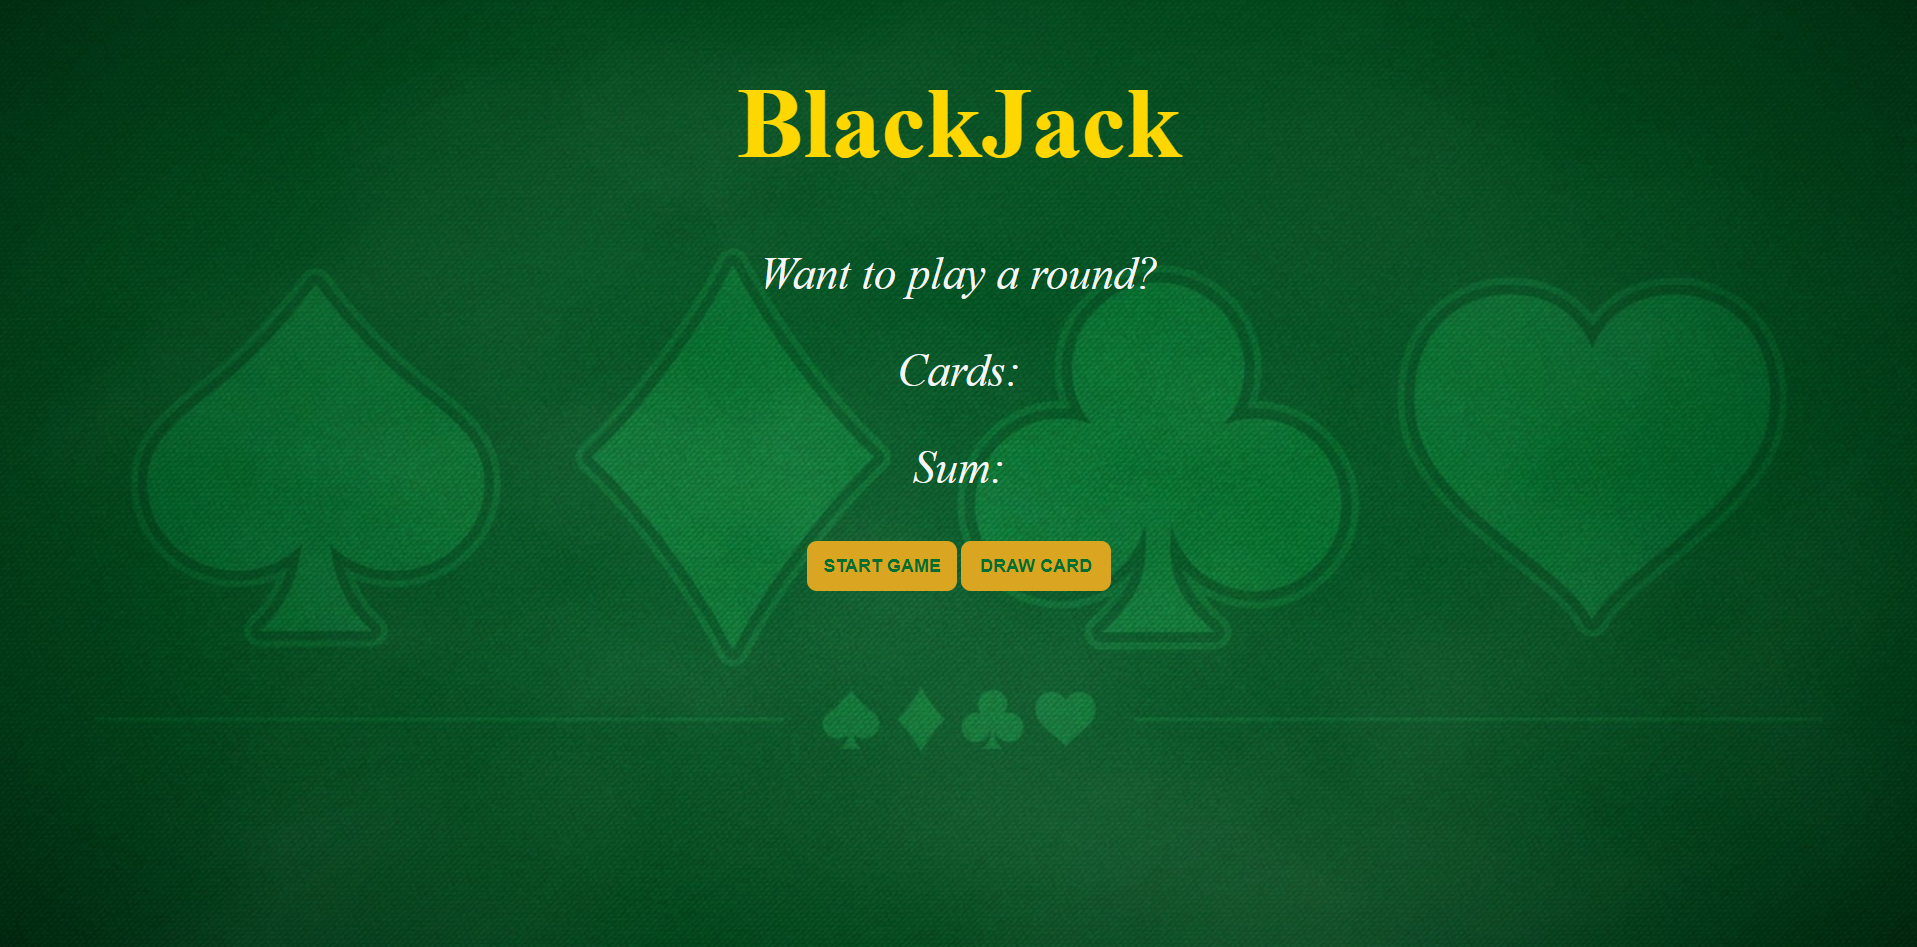 BlackJack
Want to play a round?
Cards:
Sum:
START GAME DRAW CARD